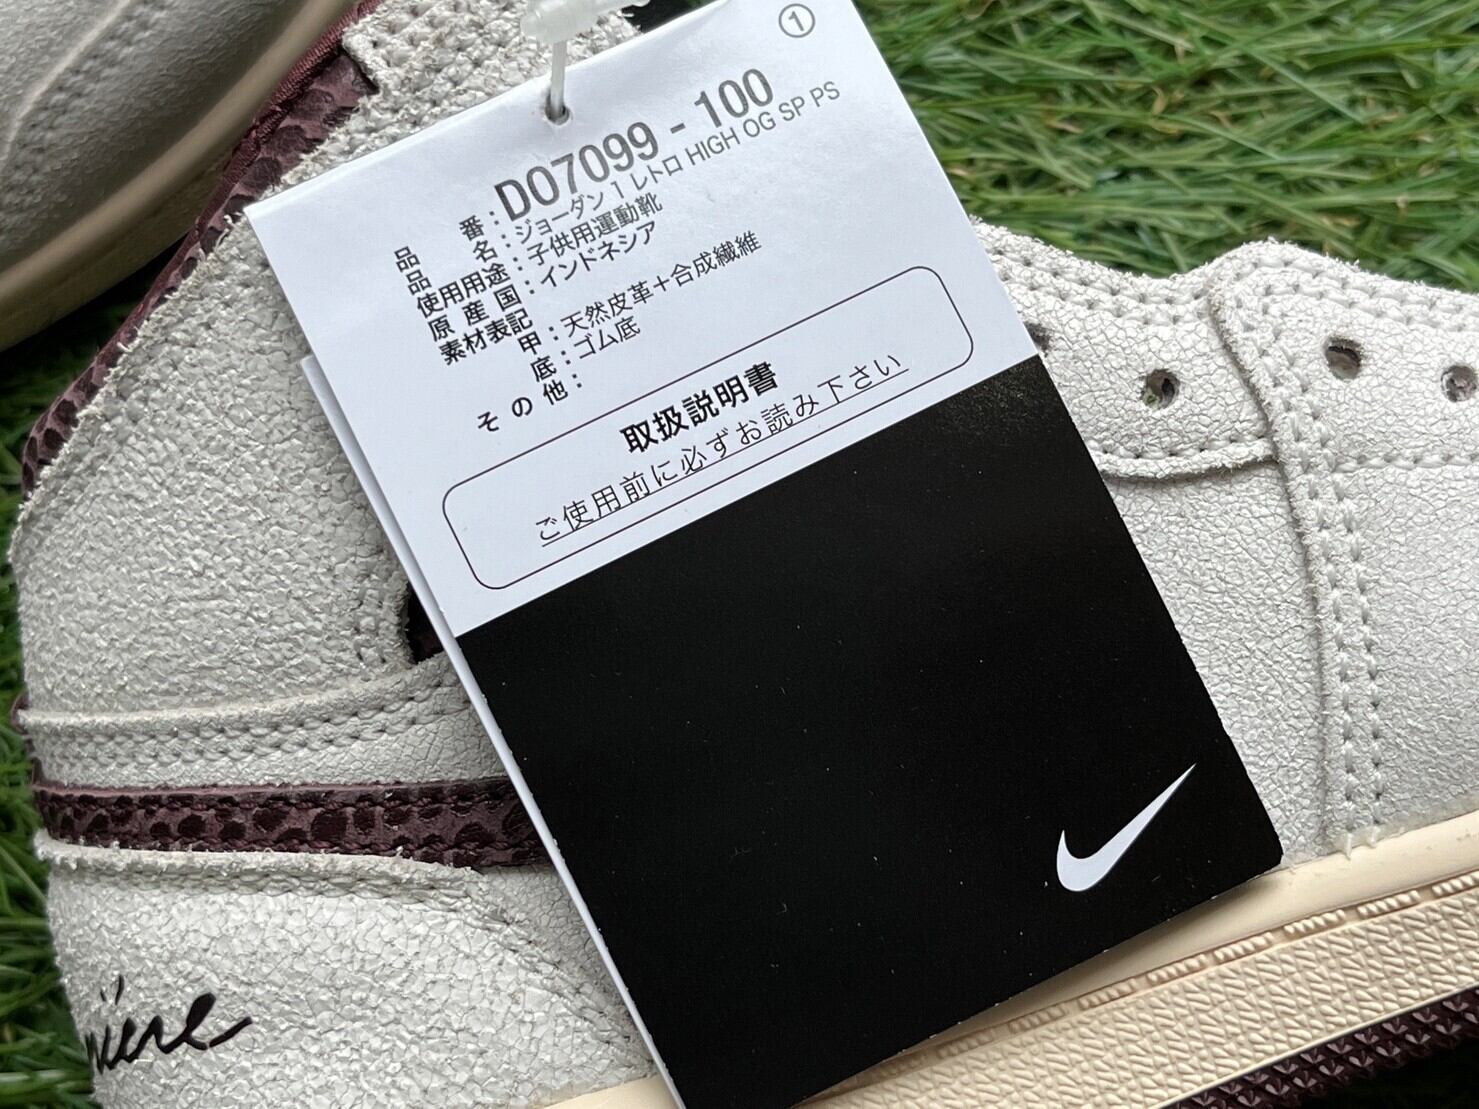 ①
品番：DO7099 - 100
品名：ジョーダン 1 レトロ HIGH OG SP PS
使用用途：子供用運動靴
原産国：インドネシア
素材表記
甲：天然皮革＋合成繊維
底：ゴム底
その他：
取扱説明書
ご使用前に必ずお読み下さい